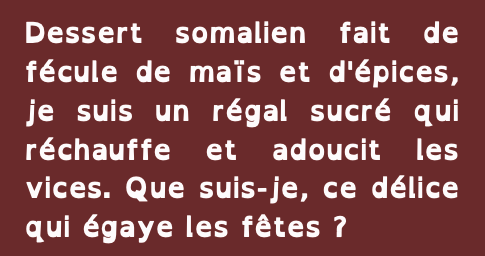 Dessert somalien fait de
fécule de maïs et d'épices,
je suis un régal sucré qui
réchauffe et adoucit les
vices. Que suis-je, ce délice
qui égaye les fêtes ?